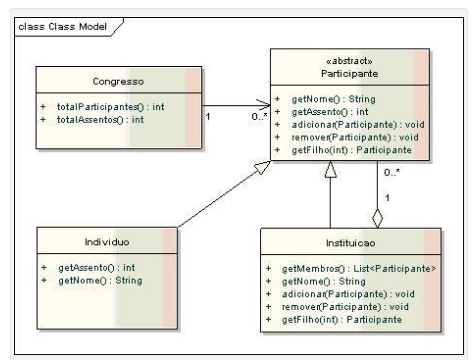 class Class Model
Congresso
+ totalParticipantes() : int
+ totalAssentos() : int
«abstract»
Participante
+ getNome() : String
+ getAssento() : int
+ adicionar(Participante) : void
+ remover(Participante) : void
+ getFilho(int) : Participante
1
0..*
0..*
1
Individuo
+ getAssento() : int
+ getNome() : String
Instituicao
+ getMembros() : List<Participante>
+ getNome() : String
+ adicionar(Participante) : void
+ remover(Participante) : void
+ getFilho(int) : Participante